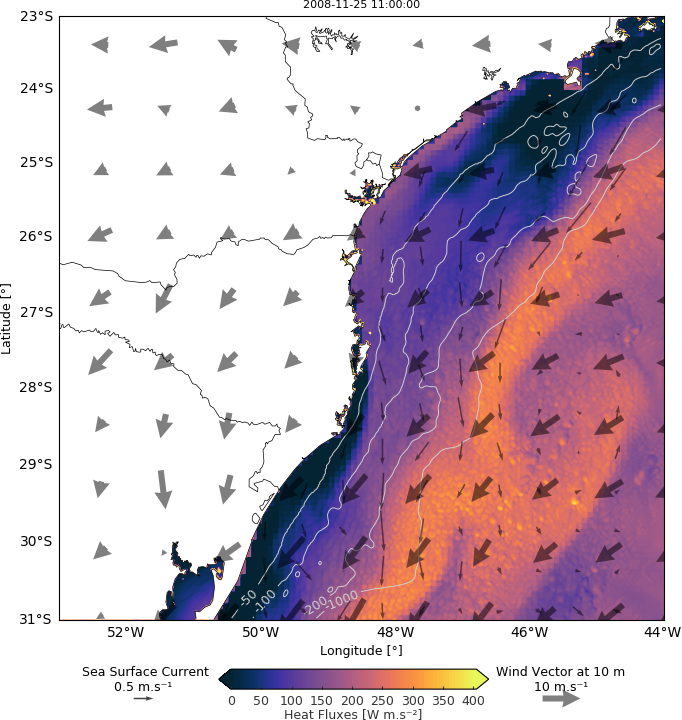 2008-11-25 11:00:00
23°S
24°S
25°S
26°S
27°S
28°S
29°S
30°S
31°S
Latitude [°]
-50
-100
-200
-1000
52°W 50°W 48°W 46°W 44°W
Longitude [°]
Sea Surface Current
0.5 m.s⁻¹
Wind Vector at 10 m
10 m.s⁻¹
0 50 100 150 200 250 300 350 400
Heat Fluxes [W m.s⁻²]